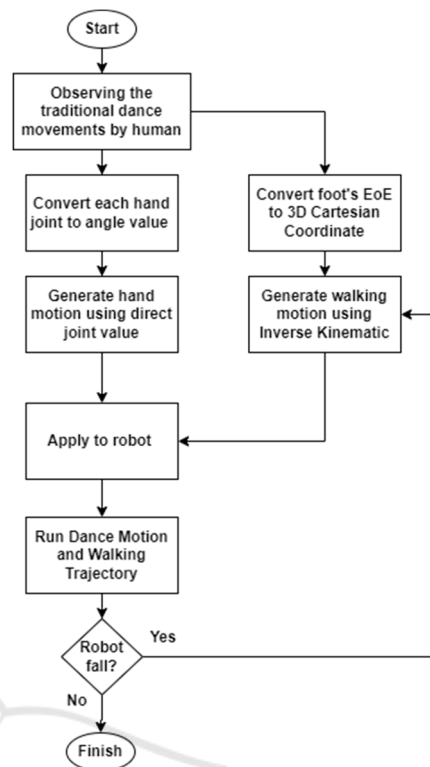 Start
Observing the
traditional dance
movements by human
Convert each hand
joint to angle value
Convert foot's EoE
to 3D Cartesian
Coordinate
Generate hand
motion using direct
joint value
Generate walking
motion using
Inverse Kinematic
Apply to robot
Run Dance Motion
and Walking
Trajectory
Robot
fall?
Yes
No
Finish